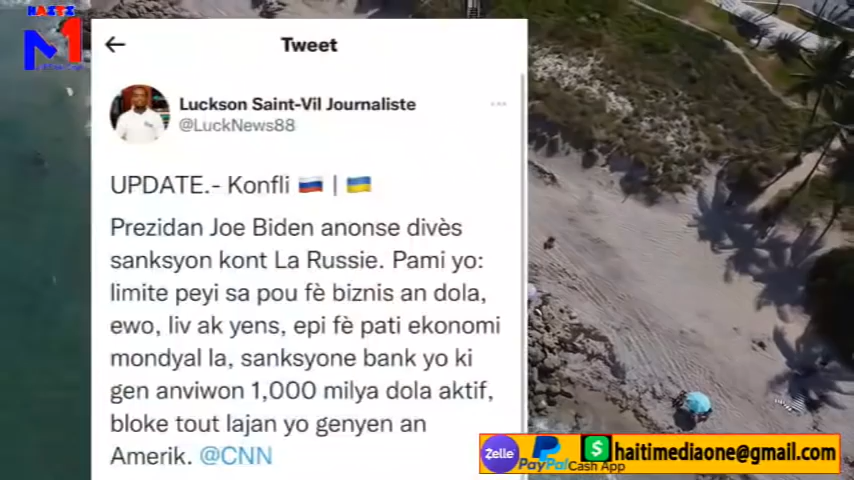 HAITI
M1
Tweet
Luckson Saint-Vil Journaliste
@LuckNews88
UPDATE.- Konfli 🇷🇺 | 🇺🇦
Prezidan Joe Biden anonse divès
sanksyon kont La Russie. Pami yo:
limite peyi sa pou fè biznis an dola,
ewo, liv ak yens, epi fè pati ekonomi
mondyal la, sanksyone bank yo ki
gen anviwon 1,000 milya dola aktif,
bloke tout lajan yo genyen an
Amerik. @CNN
Zelle PayPal $ Cash App haitimediaone@gmail.com